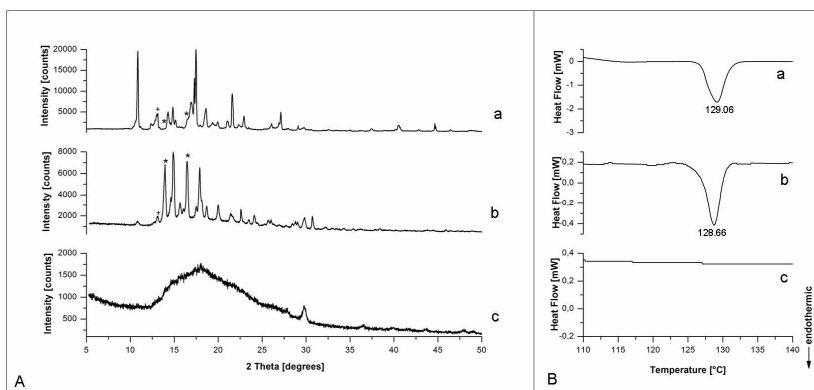 20000
15000
10000
5000
Intensity [counts]
+
*
*
a
8000
6000
4000
2000
Intensity [counts]
+
*
*
b
2000
1500
1000
500
Intensity [counts]
c
5 10 15 20 25 30 35 40 45 50
2 Theta [degrees]
A
0
-1
-2
-3
Heat Flow [mW]
129.06
a
0,2
0,0
-0,2
-0,4
Heat Flow [mW]
128.66
b
0,4
0,2
0,0
-0,2
Heat Flow [mW]
c
110 115 120 125 130 135 140
Temperature [°C]
B
endothermic